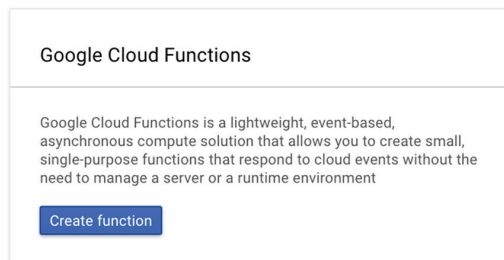 Google Cloud Functions
Google Cloud Functions is a lightweight, event-based,
asynchronous compute solution that allows you to create small,
single-purpose functions that respond to cloud events without the
need to manage a server or a runtime environment
Create function